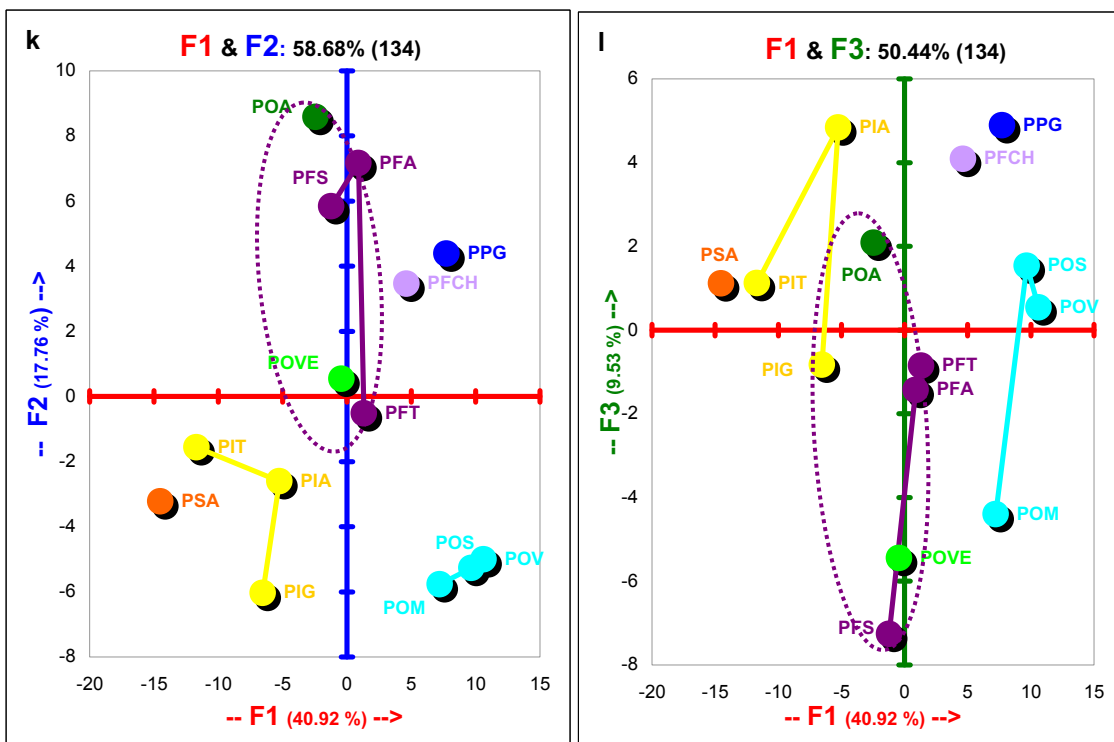 k
F1 & F2: 58.68% (134)
10
8
6
4
2
0
-2
-4
-6
-8
-- F2 (17.76 %) -->
POA
PFA
PFS
PPG
PFCH
POVE
PFT
PIT
PIA
PSA
POS
POV
PIG
POM
-20 -15 -10 -5 0 5 10 15
-- F1 (40.92 %) -->
l
F1 & F3: 50.44% (134)
6
4
2
0
-2
-4
-6
-8
-- F3 (9.53 %) -->
PIA
PPG
PFCH
PSA
PIT
POA
POS
POV
PIG
PFT
PFA
POM
POVE
PFS
-20 -15 -10 -5 0 5 10 15
-- F1 (40.92 %) -->